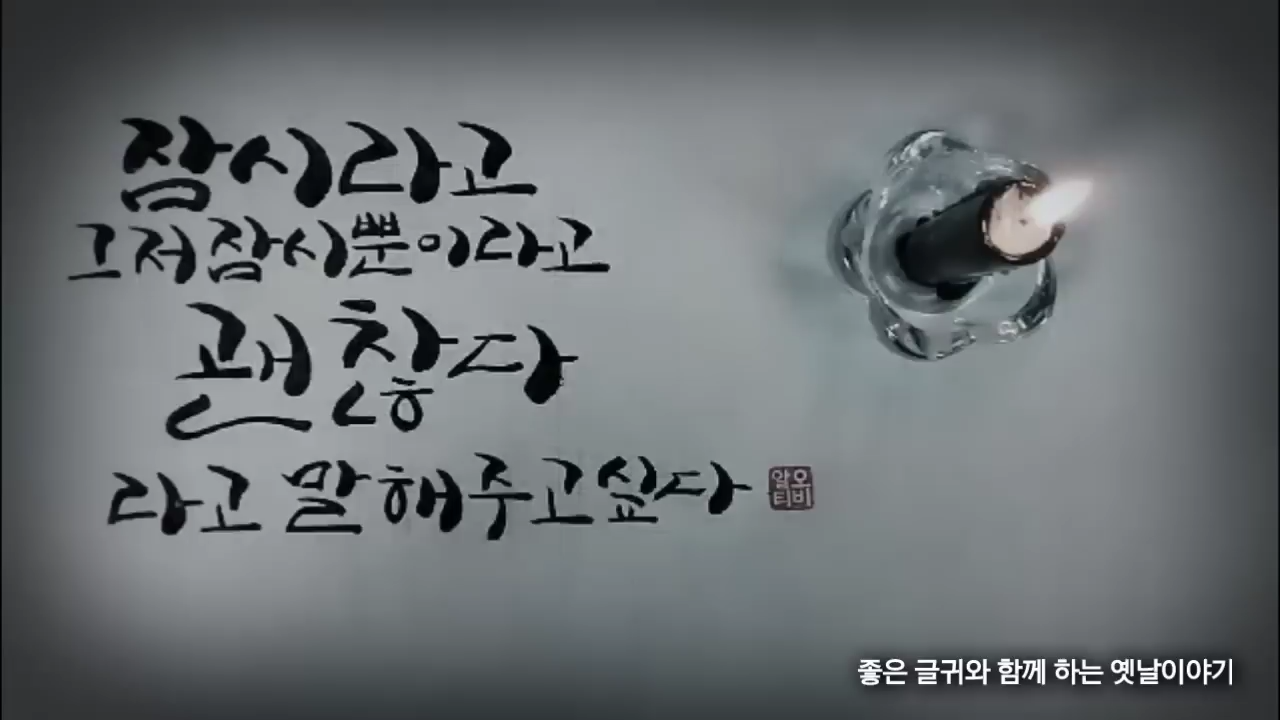 잠시라고
그저 잠시뿐이라고
괜찮다
라고 말해주고싶다
오비
알티
좋은 글귀와 함께 하는 옛날이야기